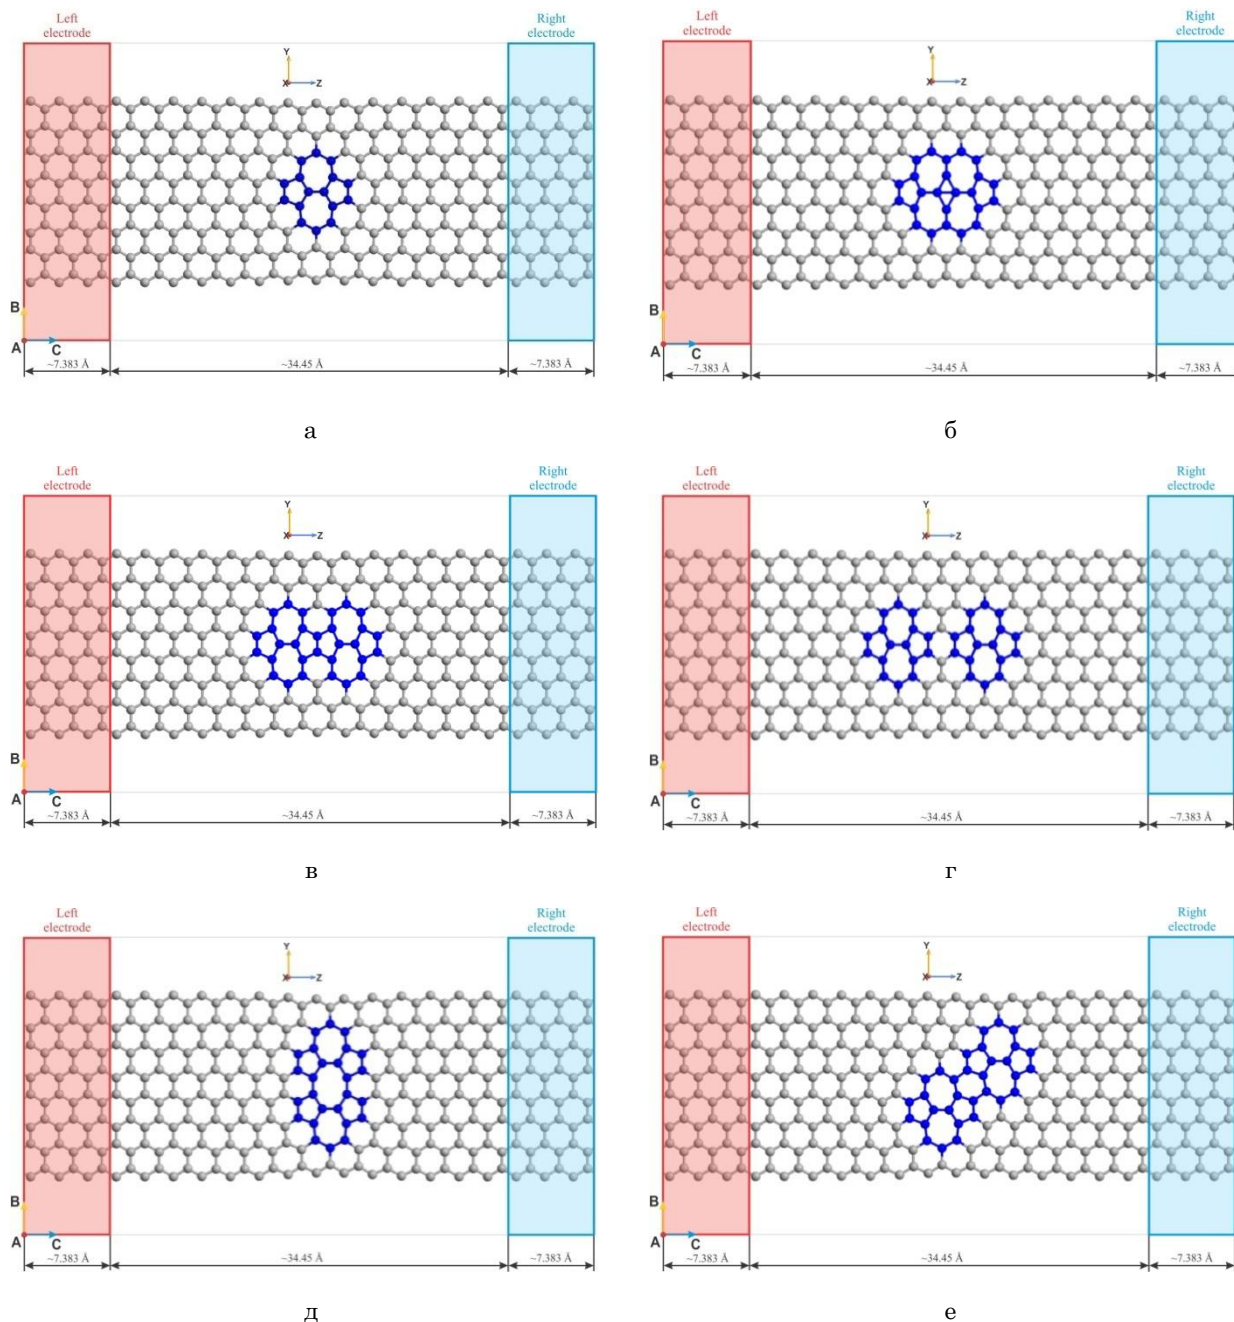 Left
electrode
Right
electrode
Y
X
Z
B
A
C
~7.383 Å
~34.45 Å
~7.383 Å
а
Left
electrode
Right
electrode
Y
X
Z
B
A
C
~7.383 Å
~34.45 Å
~7.383 Å
б
Left
electrode
Right
electrode
Y
X
Z
B
A
C
~7.383 Å
~34.45 Å
~7.383 Å
в
Left
electrode
Right
electrode
Y
X
Z
B
A
C
~7.383 Å
~34.45 Å
~7.383 Å
г
Left
electrode
Right
electrode
Y
X
Z
B
A
C
~7.383 Å
~34.45 Å
~7.383 Å
д
Left
electrode
Right
electrode
Y
X
Z
B
A
C
~7.383 Å
~34.45 Å
~7.383 Å
е